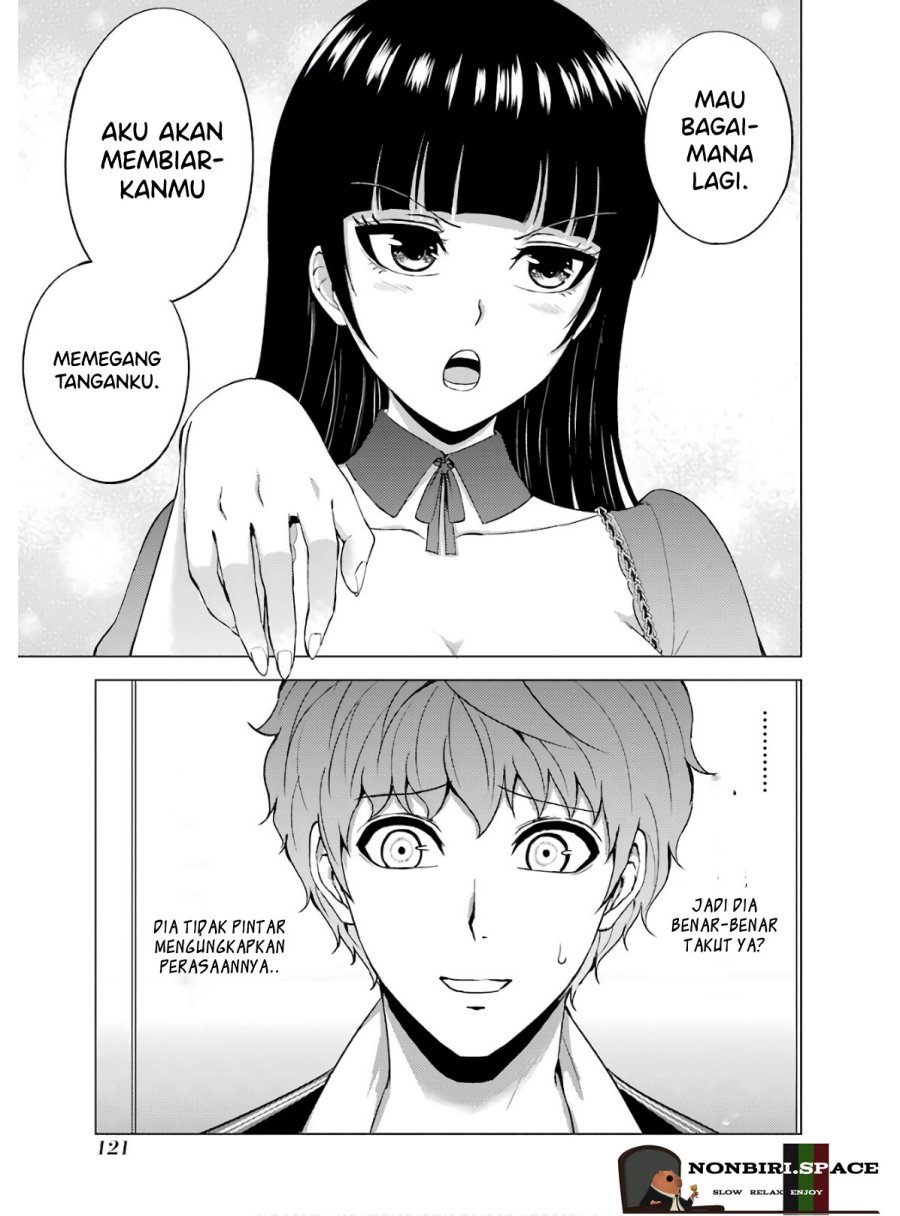 MAU
BAGAI-
MANA
LAGI.
AKU AKAN
MEMBIAR-
KANMU
MEMEGANG
TANGANKU.
..........
JADI DIA
BENAR-BENAR
TAKUT YA?
DIA TIDAK PINTAR
MENGUNGKAPKAN
PERASAANNYA..
121
NONBIRI.SPACE
SLOW RELAX ENJOY